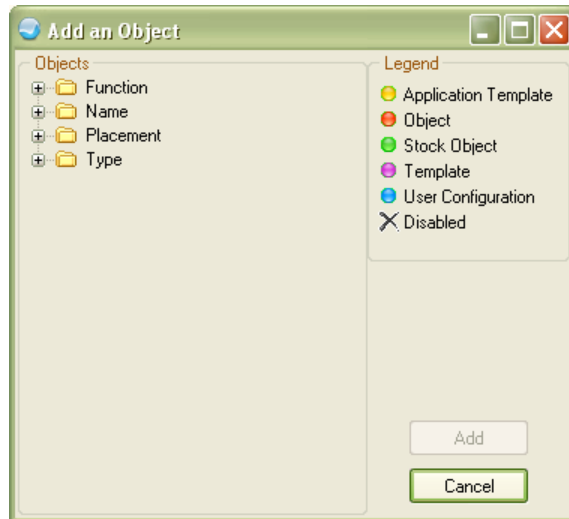 Add an Object
Objects
Function
Name
Placement
Type
Legend
Application Template
Object
Stock Object
Template
User Configuration
Disabled
Add
Cancel